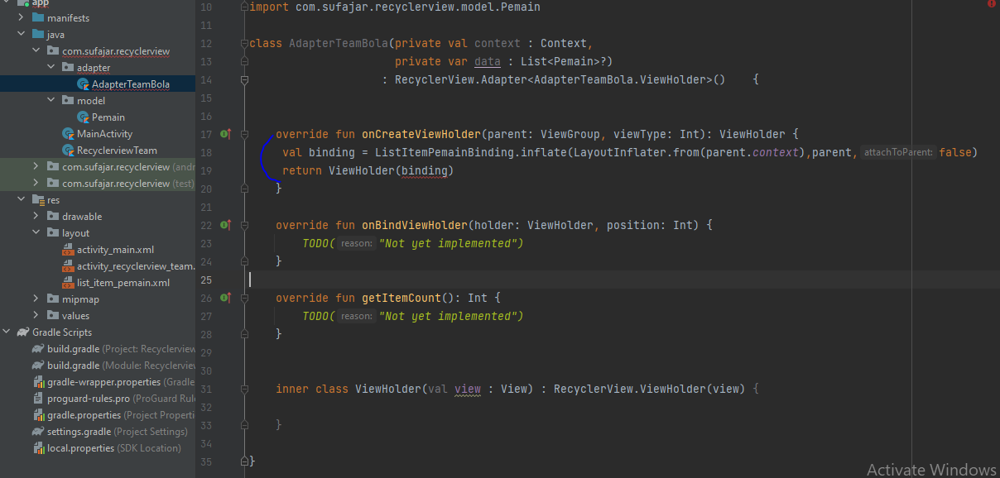 app
manifests
java
com.sufajar.recyclerview
adapter
AdapterTeamBola
model
Pemain
MainActivity
RecyclerviewTeam
com.sufajar.recyclerview (andr
com.sufajar.recyclerview (test)
res
drawable
layout
activity_main.xml
activity_recyclerview_team.
list_item_pemain.xml
mipmap
values
Gradle Scripts
build.gradle (Project: Recyclerview
build.gradle (Module: Recyclerview
gradle-wrapper.properties (Gradle
proguard-rules.pro (ProGuard Rule
gradle.properties (Project Properti
settings.gradle (Project Settings)
local.properties (SDK Location)
10 import com.sufajar.recyclerview.model.Pemain
11
12 class AdapterTeamBola(private val context : Context,
13 private var data : List<Pemain>?)
14 : RecyclerView.Adapter<AdapterTeamBola.ViewHolder>() {
15
16
17 override fun onCreateViewHolder(parent: ViewGroup, viewType: Int): ViewHolder {
18 val binding = ListItemPemainBinding.inflate(LayoutInflater.from(parent.context),parent, attachToParent: false)
19 return ViewHolder(binding)
20 }
21
22 override fun onBindViewHolder(holder: ViewHolder, position: Int) {
23 TODO( reason: "Not yet implemented")
24 }
25
26 override fun getItemCount(): Int {
27 TODO( reason: "Not yet implemented")
28 }
29
30
31 inner class ViewHolder(val view : View) : RecyclerView.ViewHolder(view) {
32
33 }
34
35 }
Activate Windows